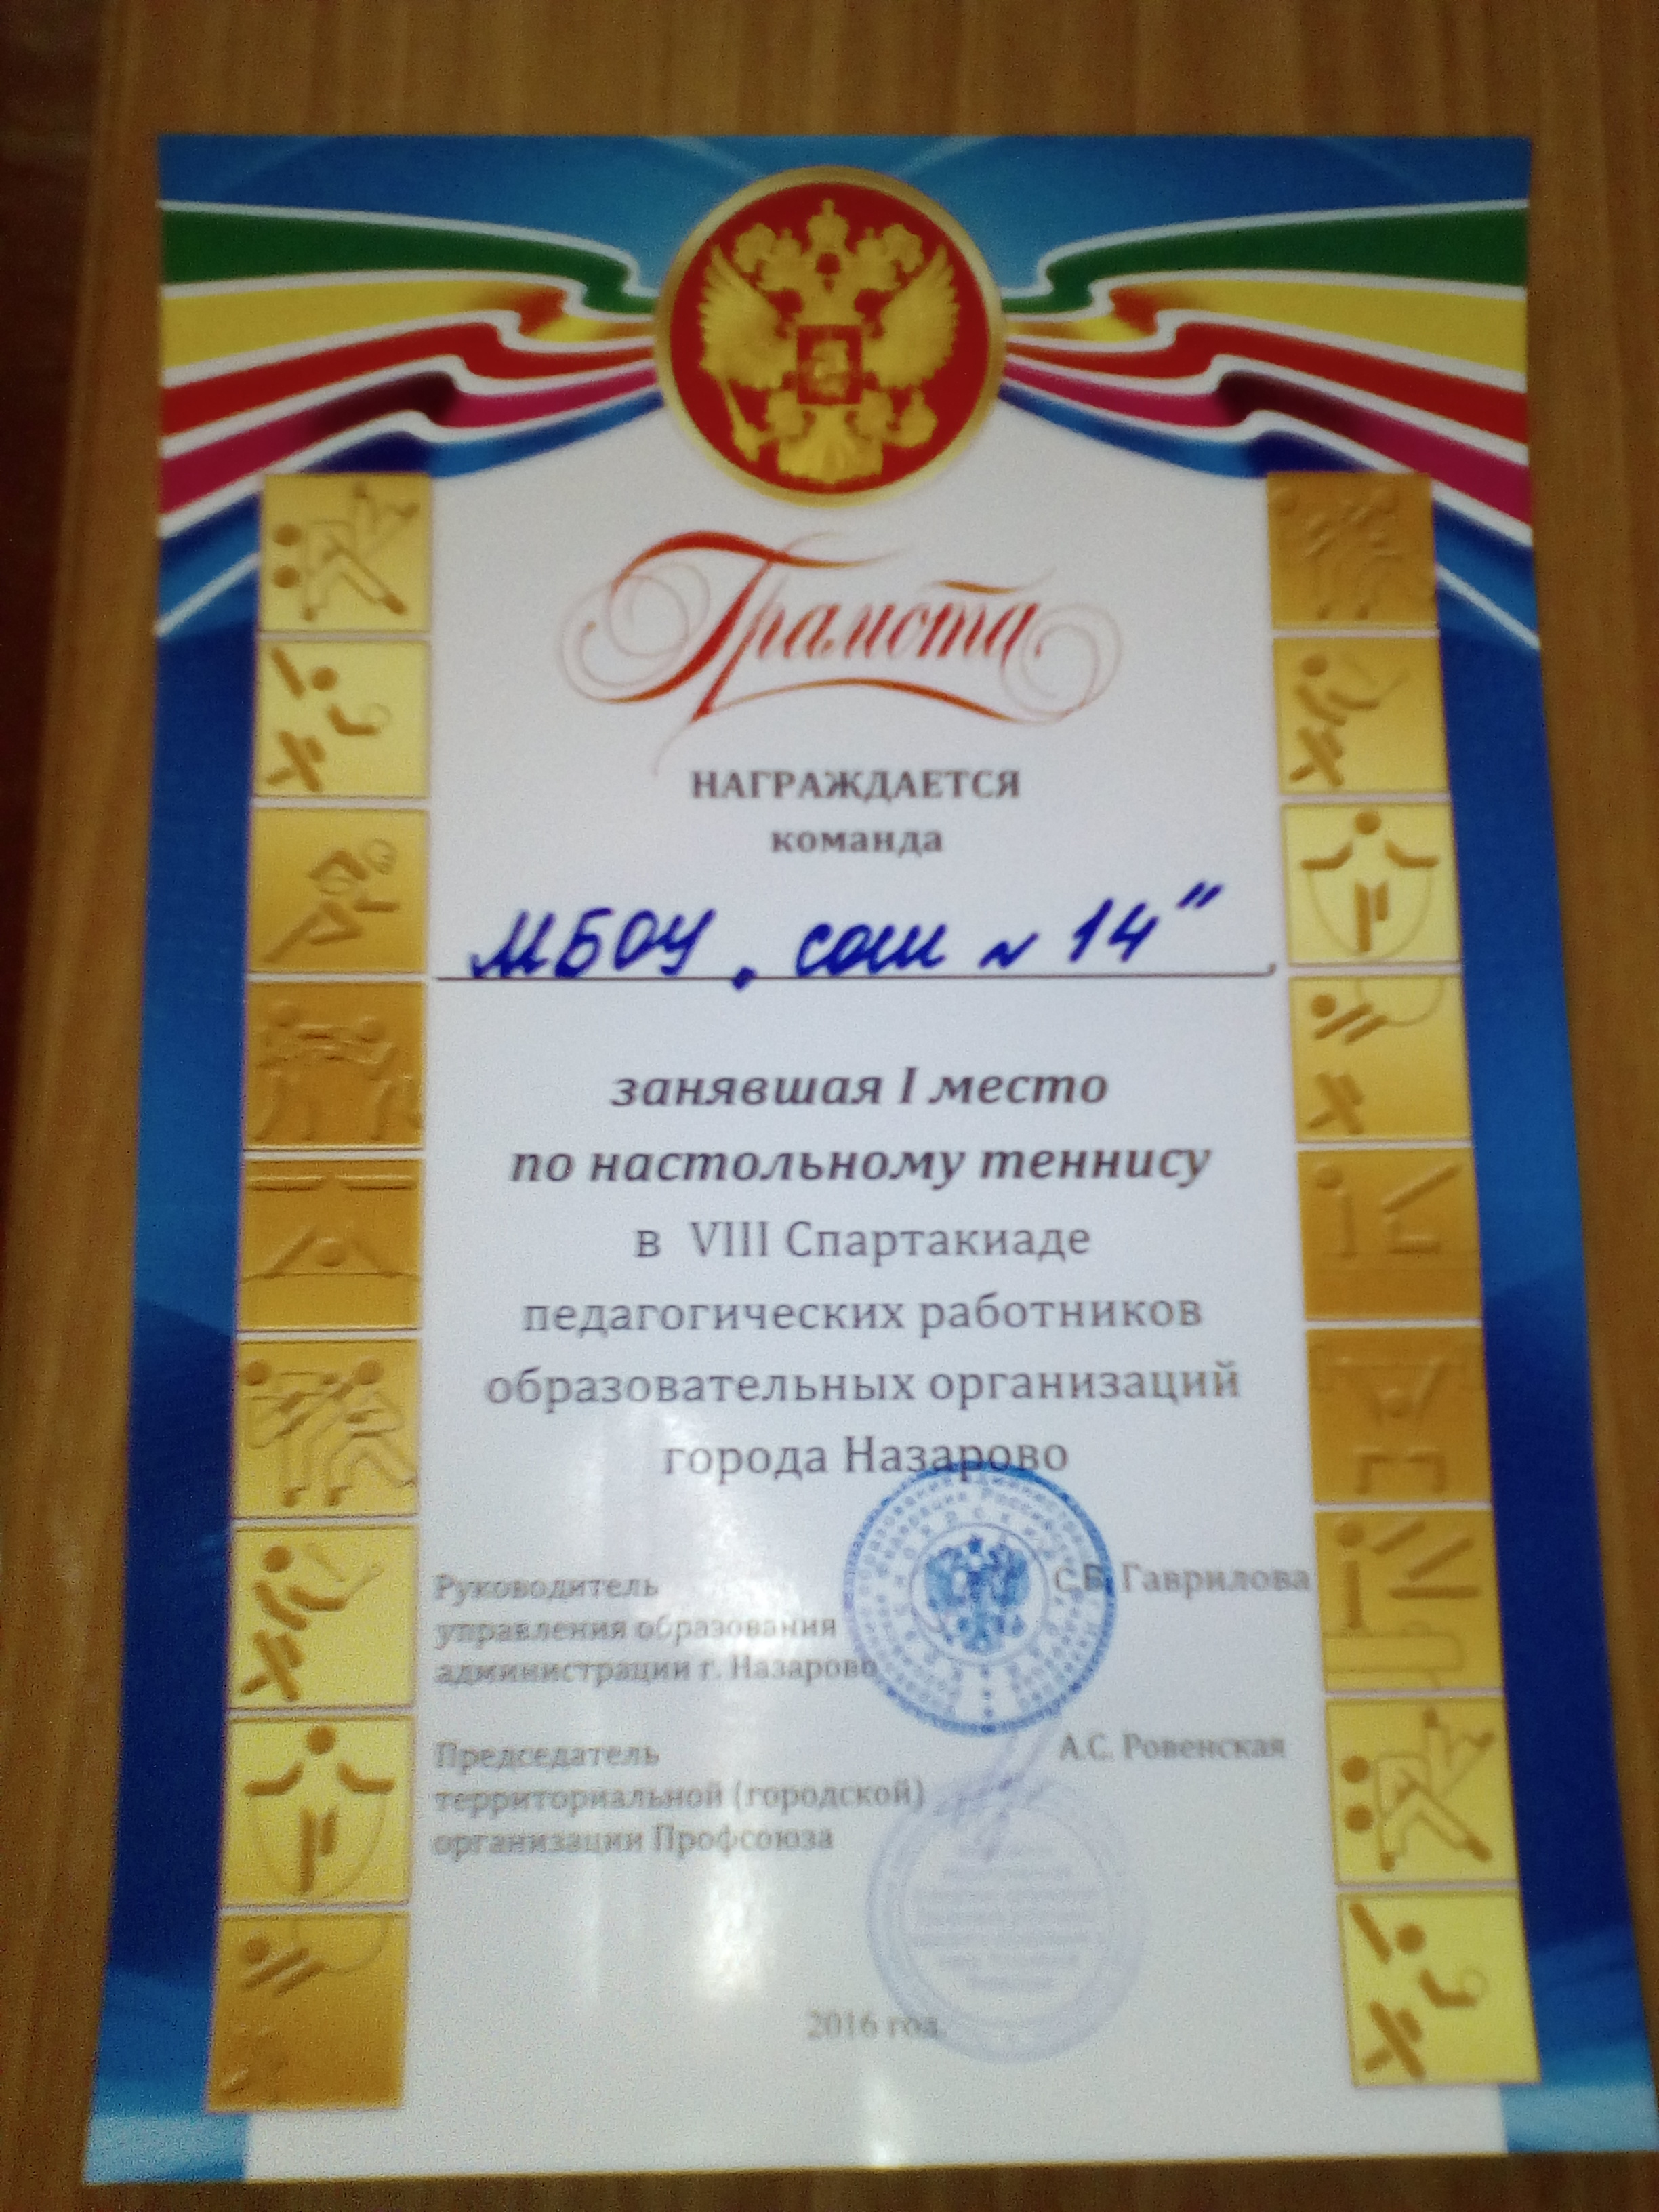 Грамота
НАГРАЖДАЕТСЯ
команда
МБОУ „ сош № 14"
занявшая I место
по настольному теннису
в VIII Спартакиаде
педагогических работников
образовательных организаций
города Назарово
Руководитель
управления образования
администрации г. Назарово
С.В. Гаврилова
Председатель
территориальной (городской)
организации Профсоюза
А.С. Ровенская
2016 год.